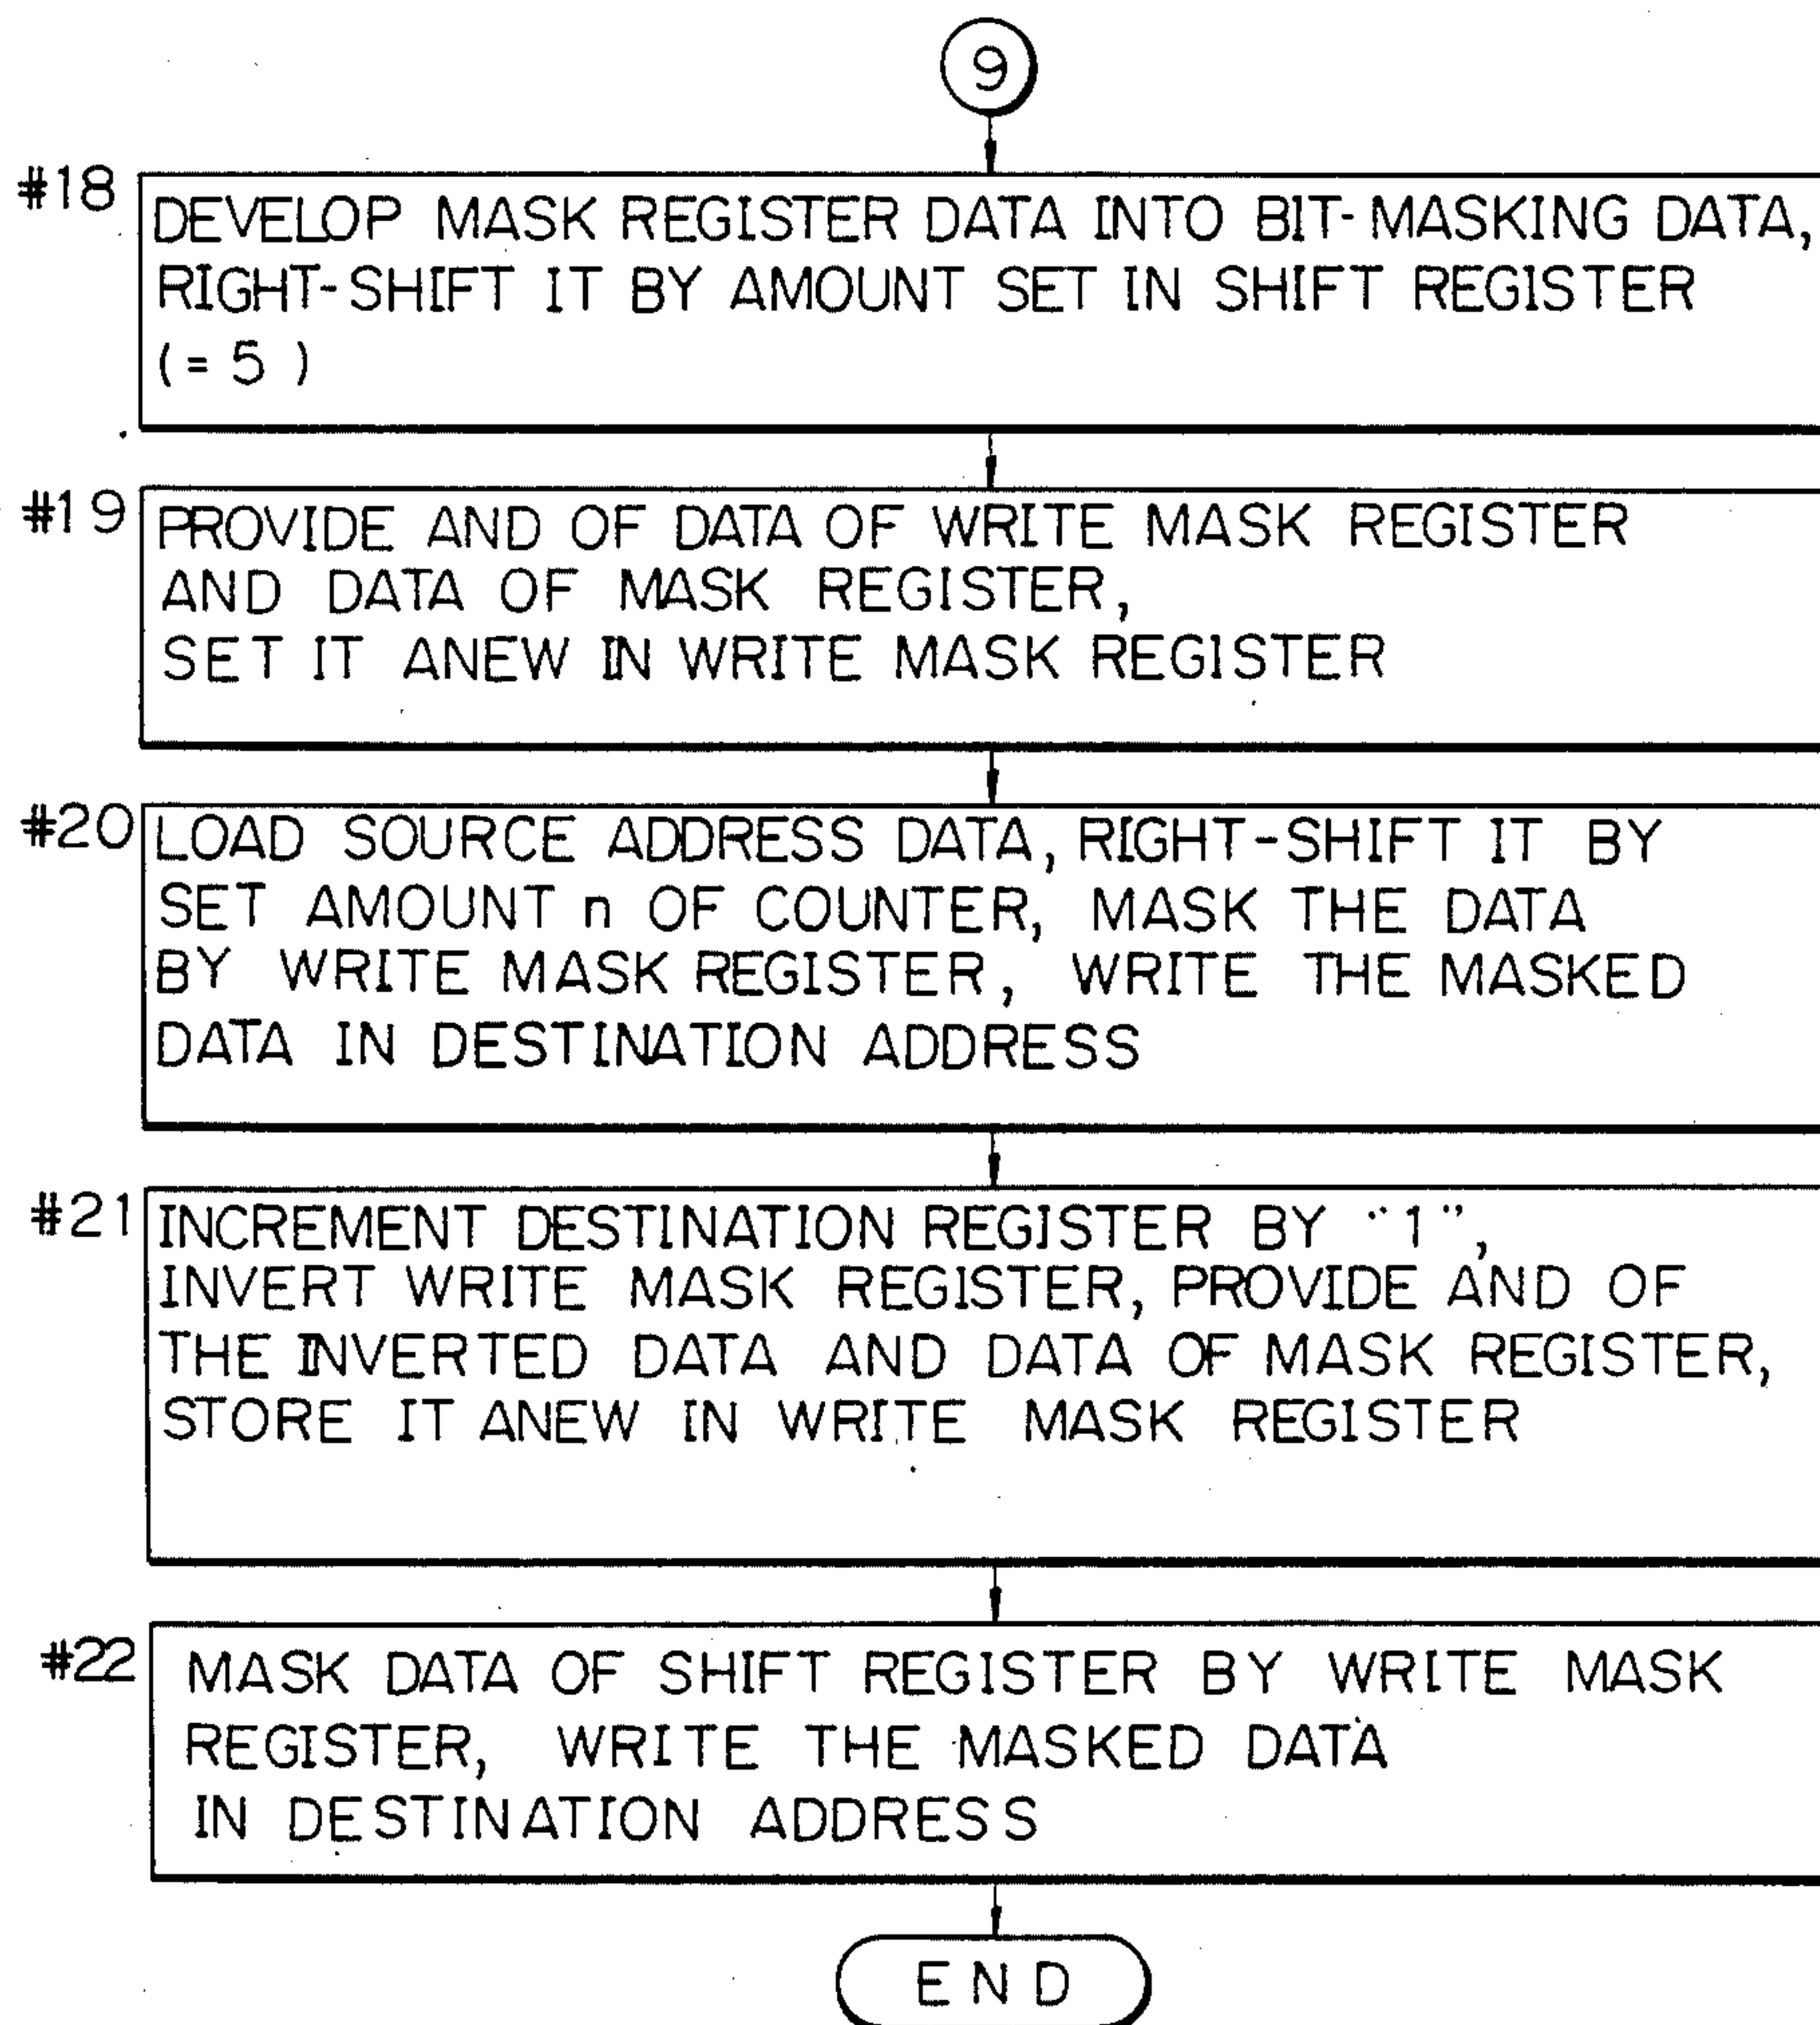 9
#18
DEVELOP MASK REGISTER DATA INTO BIT-MASKING DATA,
RIGHT-SHIFT IT BY AMOUNT SET IN SHIFT REGISTER
(= 5 )
#19
PROVIDE AND OF DATA OF WRITE MASK REGISTER
AND DATA OF MASK REGISTER,
SET IT ANEW IN WRITE MASK REGISTER
#20
LOAD SOURCE ADDRESS DATA, RIGHT-SHIFT IT BY
SET AMOUNT n OF COUNTER, MASK THE DATA
BY WRITE MASK REGISTER, WRITE THE MASKED
DATA IN DESTINATION ADDRESS
#21
INCREMENT DESTINATION REGISTER BY "1",
INVERT WRITE MASK REGISTER, PROVIDE AND OF
THE INVERTED DATA AND DATA OF MASK REGISTER,
STORE IT ANEW IN WRITE MASK REGISTER
#22
MASK DATA OF SHIFT REGISTER BY WRITE MASK
REGISTER, WRITE THE MASKED DATA
IN DESTINATION ADDRESS
END